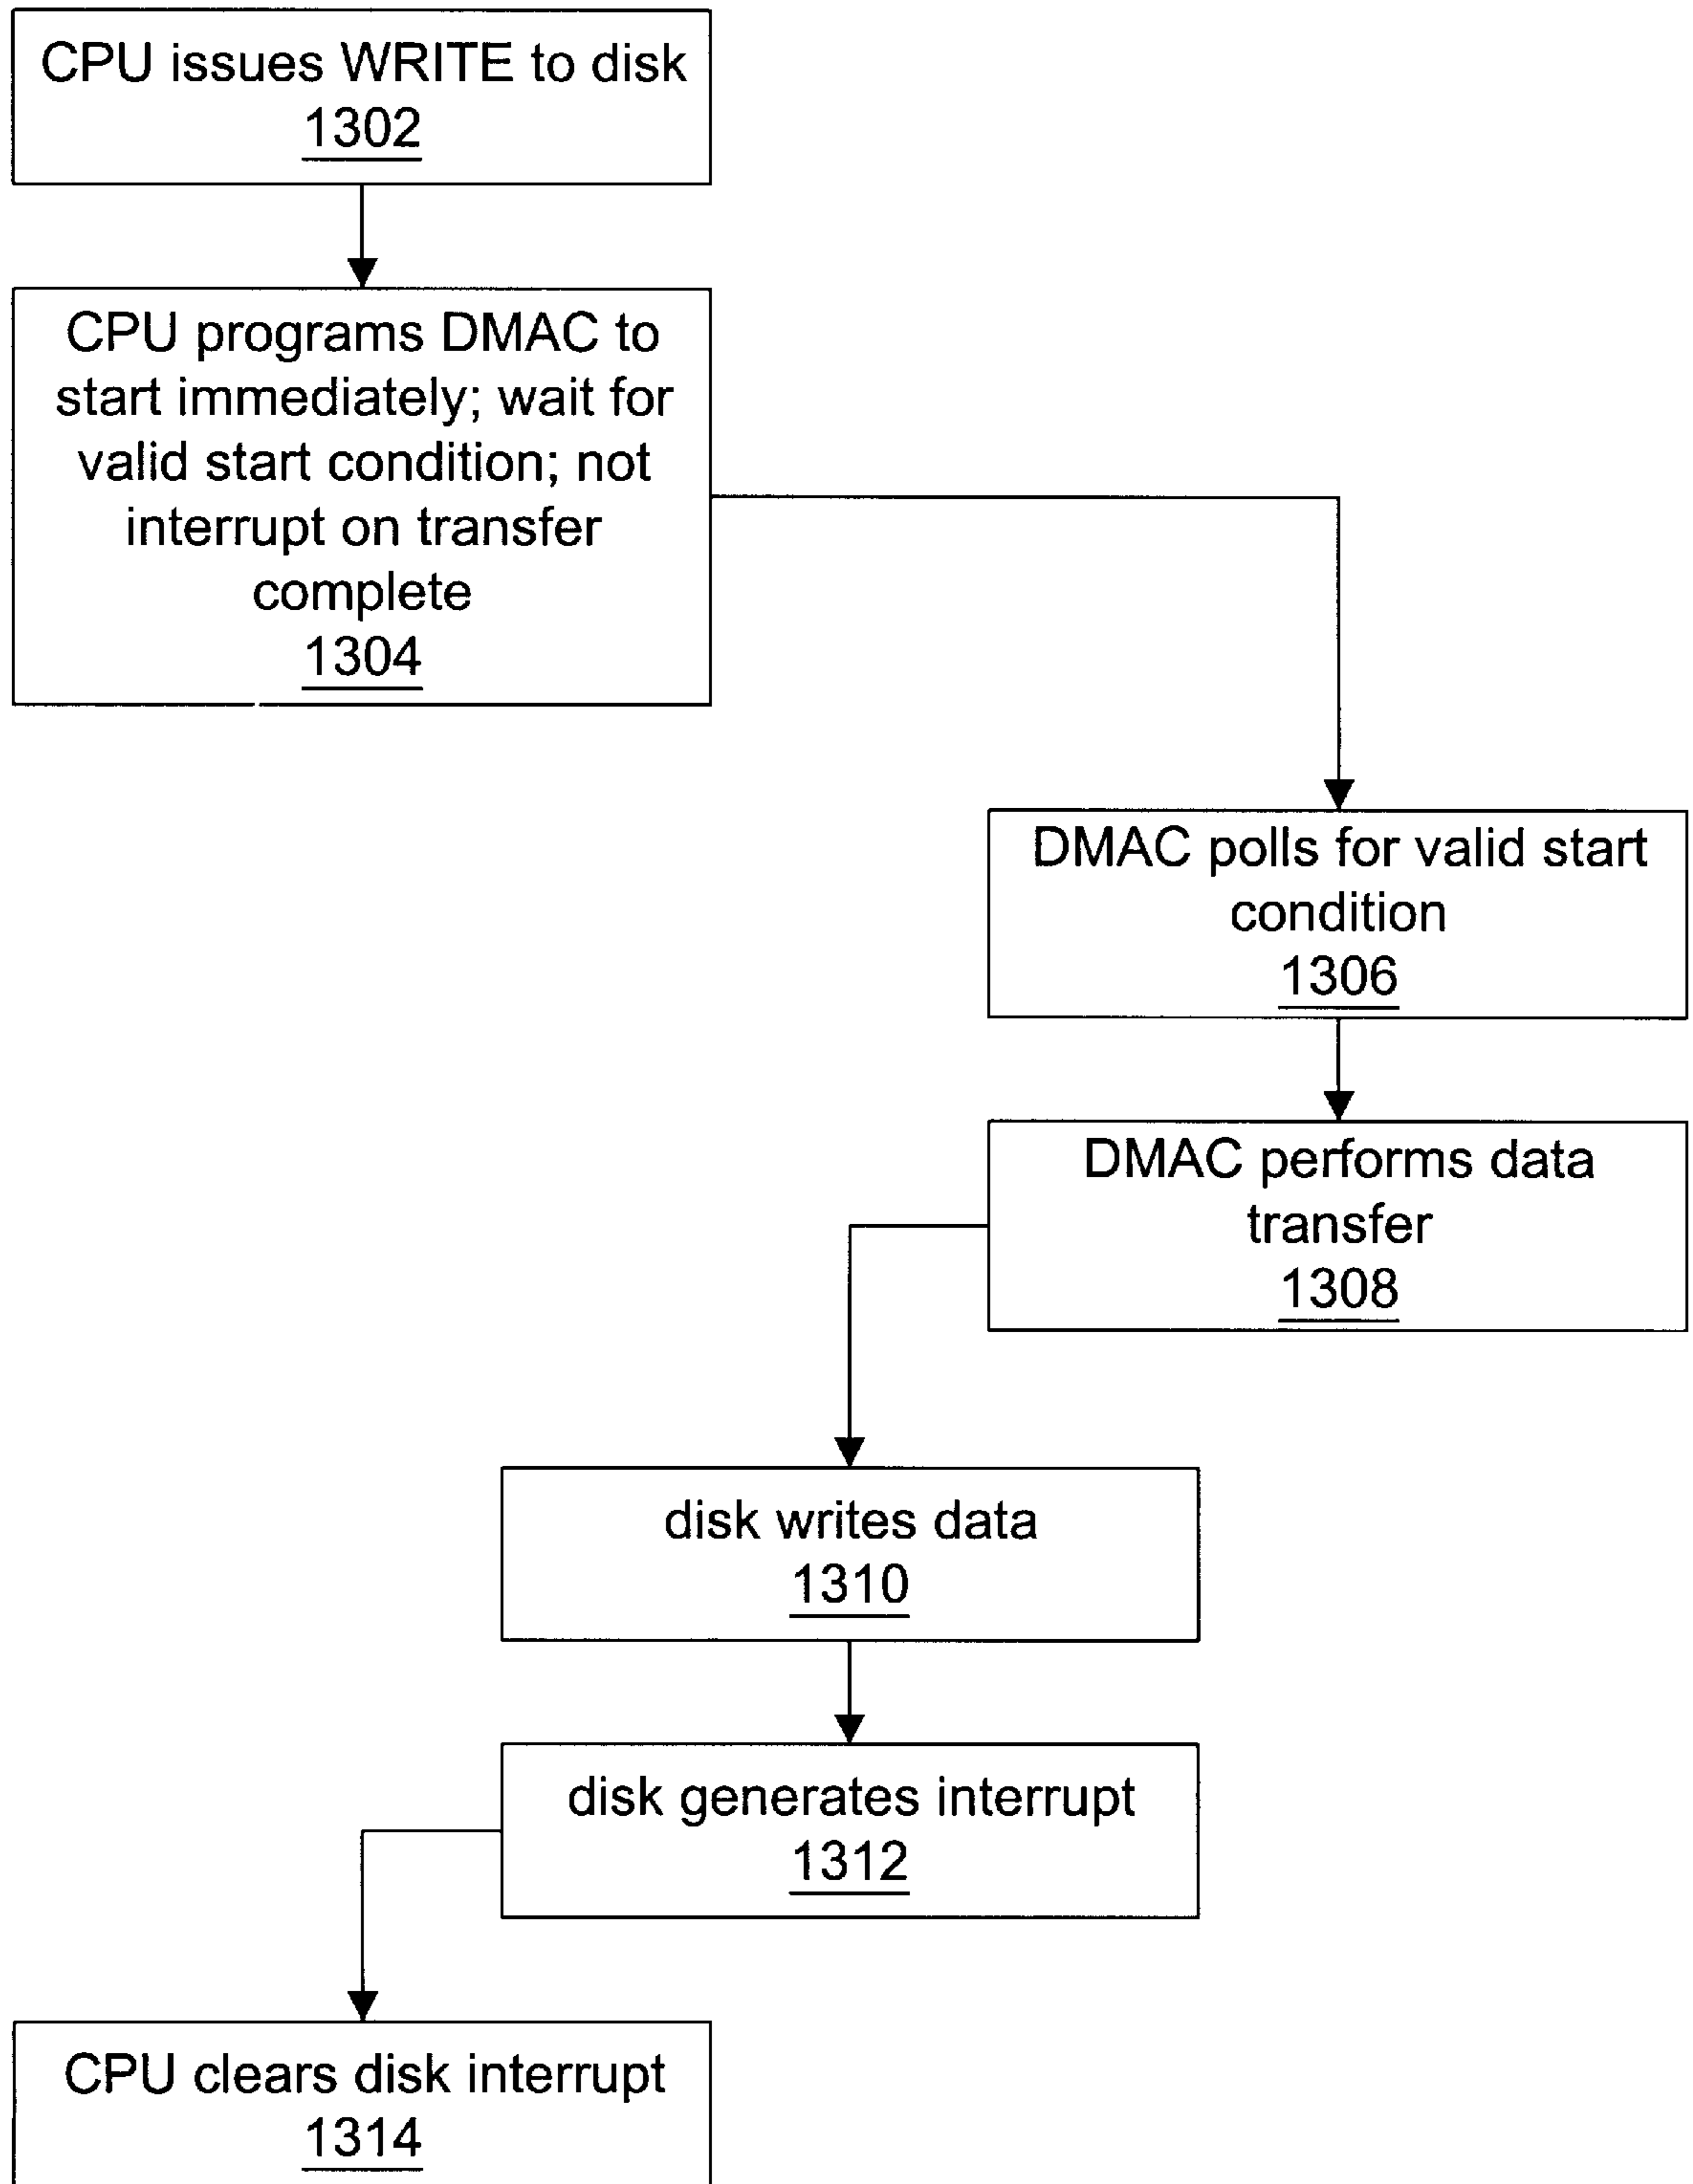 CPU issues WRITE to disk
1302
CPU programs DMAC to
start immediately; wait for
valid start condition; not
interrupt on transfer
complete
1304
DMAC polls for valid start
condition
1306
DMAC performs data
transfer
1308
disk writes data
1310
disk generates interrupt
1312
CPU clears disk interrupt
1314